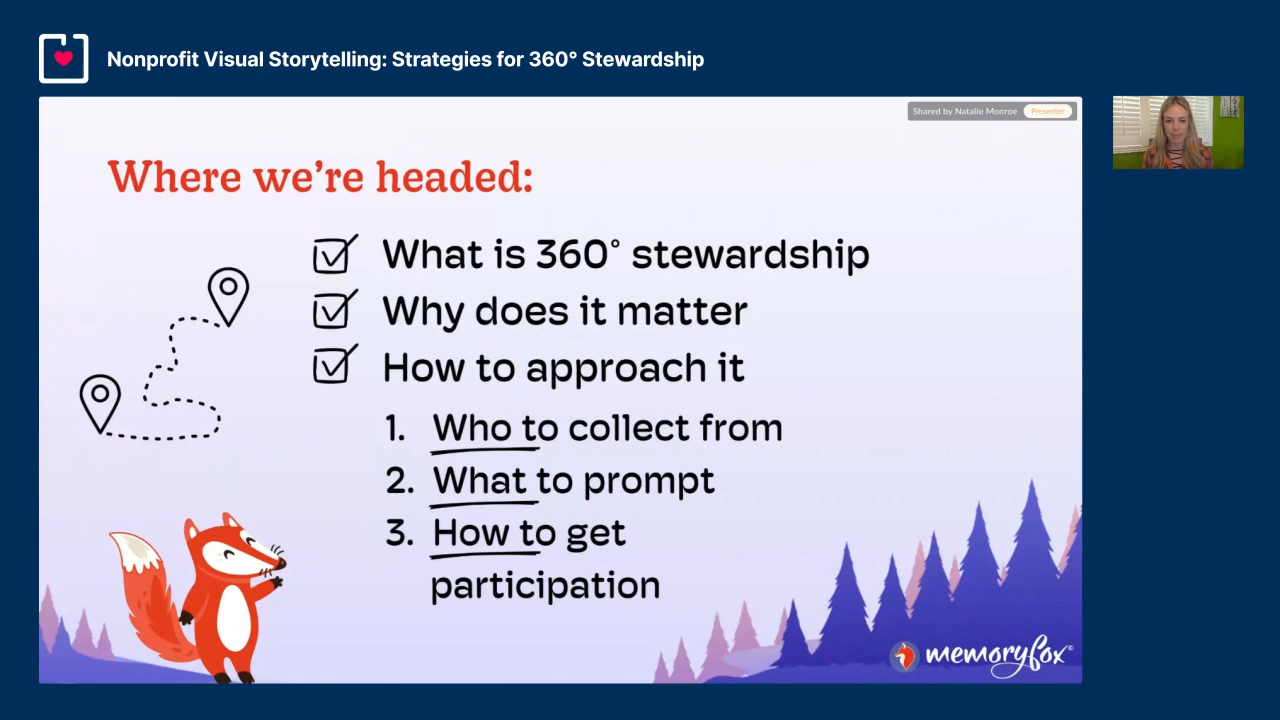 Nonprofit Visual Storytelling: Strategies for 360° Stewardship
Shared by Natalie Monroe Presenter
Where we're headed:
What is 360° stewardship
Why does it matter
How to approach it
1. Who to collect from
2. What to prompt
3. How to get
participation
memoryfox©